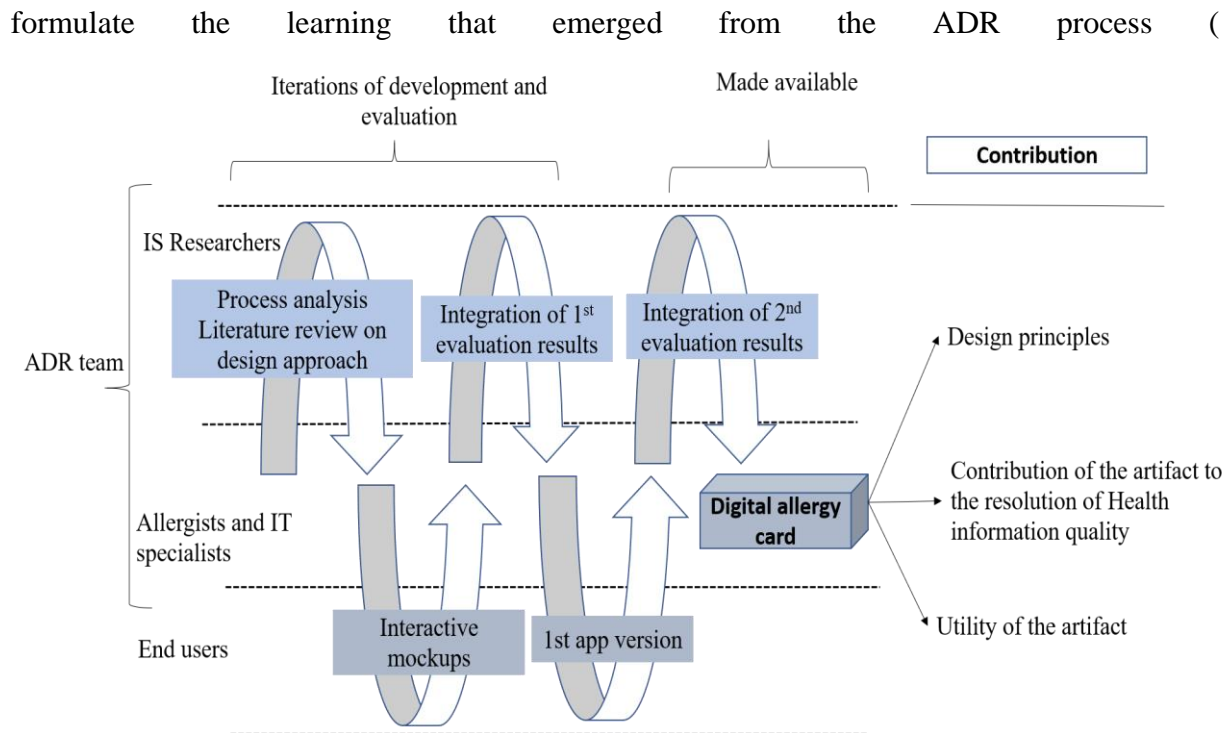 formulate the learning that emerged from the ADR process (
Iterations of development and
evaluation
Made available
Contribution
IS Researchers
Process analysis
Literature review on
design approach
Integration of 1st
evaluation results
Integration of 2nd
evaluation results
ADR team
Design principles
Contribution of the artifact to
the resolution of Health
information quality
Utility of the artifact
Allergists and IT
specialists
Digital allergy
card
End users
Interactive
mockups
1st app version